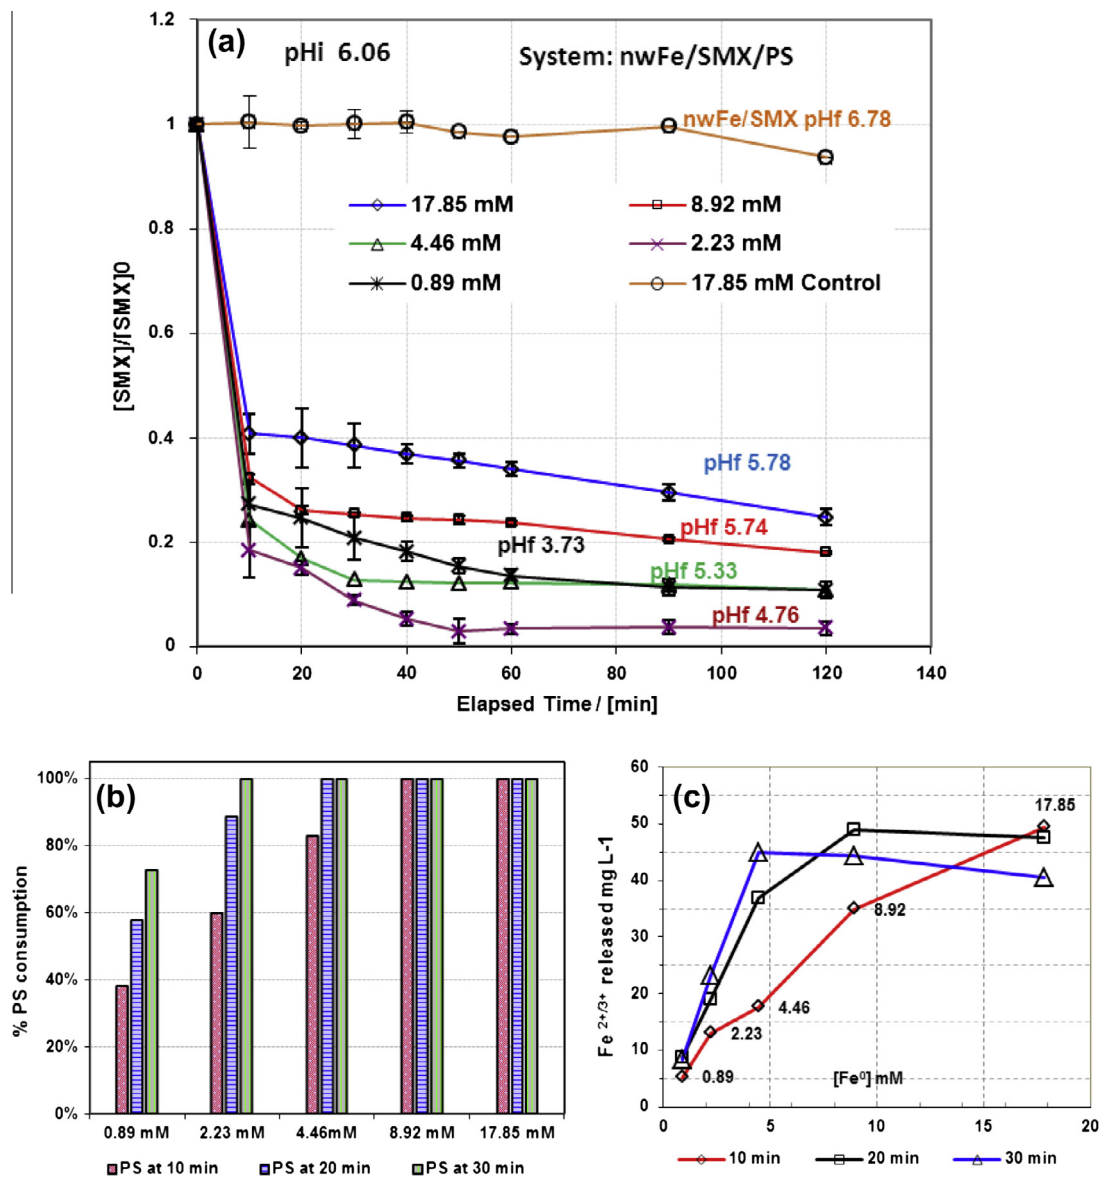 (a)
pHi 6.06
System: nwFe/SMX/PS
1.2
1
0.8
0.6
0.4
0.2
0
nwFe/SMX pHf 6.78
17.85 mM
8.92 mM
4.46 mM
2.23 mM
0.89 mM
17.85 mM Control
pHf 5.78
pHf 5.74
pHf 3.73
pHf 5.33
pHf 4.76
[SMX]/[SMX]0
0 20 40 60 80 100 120 140
Elapsed Time / [min]
(b)
100%
80%
60%
40%
20%
0%
% PS consumption
0.89 mM 2.23 mM 4.46mM 8.92 mM 17.85 mM
PS at 10 min PS at 20 min PS at 30 min
(c)
60
50
40
30
20
10
0
Fe 2+/3+ released mg L-1
17.85
8.92
4.46
2.23
0.89
[Fe⁰] mM
0 5 10 15 20
10 min 20 min 30 min